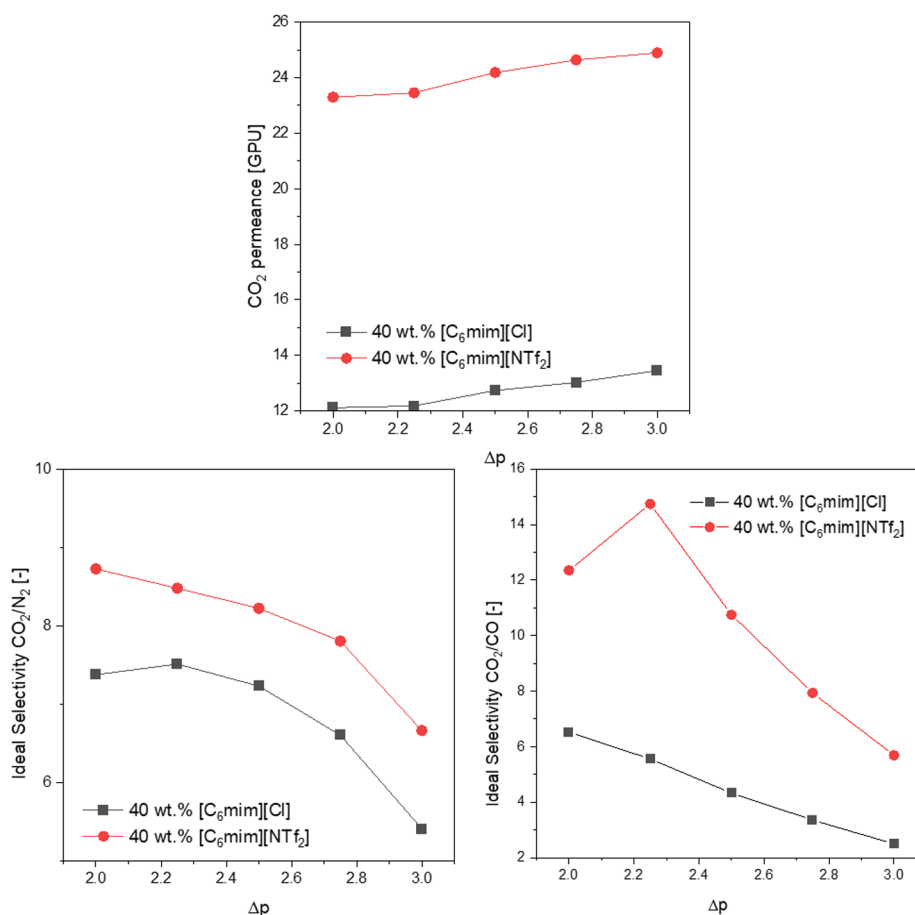 26
24
22
20
18
16
14
12
CO₂ permeance [GPU]
40 wt.% [C₆mim][Cl]
40 wt.% [C₆mim][NTf₂]
2.0 2.2 2.4 2.6 2.8 3.0
Δp
10
8
6
Ideal Selectivity CO₂/N₂ [-]
40 wt.% [C₆mim][Cl]
40 wt.% [C₆mim][NTf₂]
2.0 2.2 2.4 2.6 2.8 3.0
Δp
16
14
12
10
8
6
4
2
Ideal Selectivity CO₂/CO [-]
40 wt.% [C₆mim][Cl]
40 wt.% [C₆mim][NTf₂]
2.0 2.2 2.4 2.6 2.8 3.0
Δp